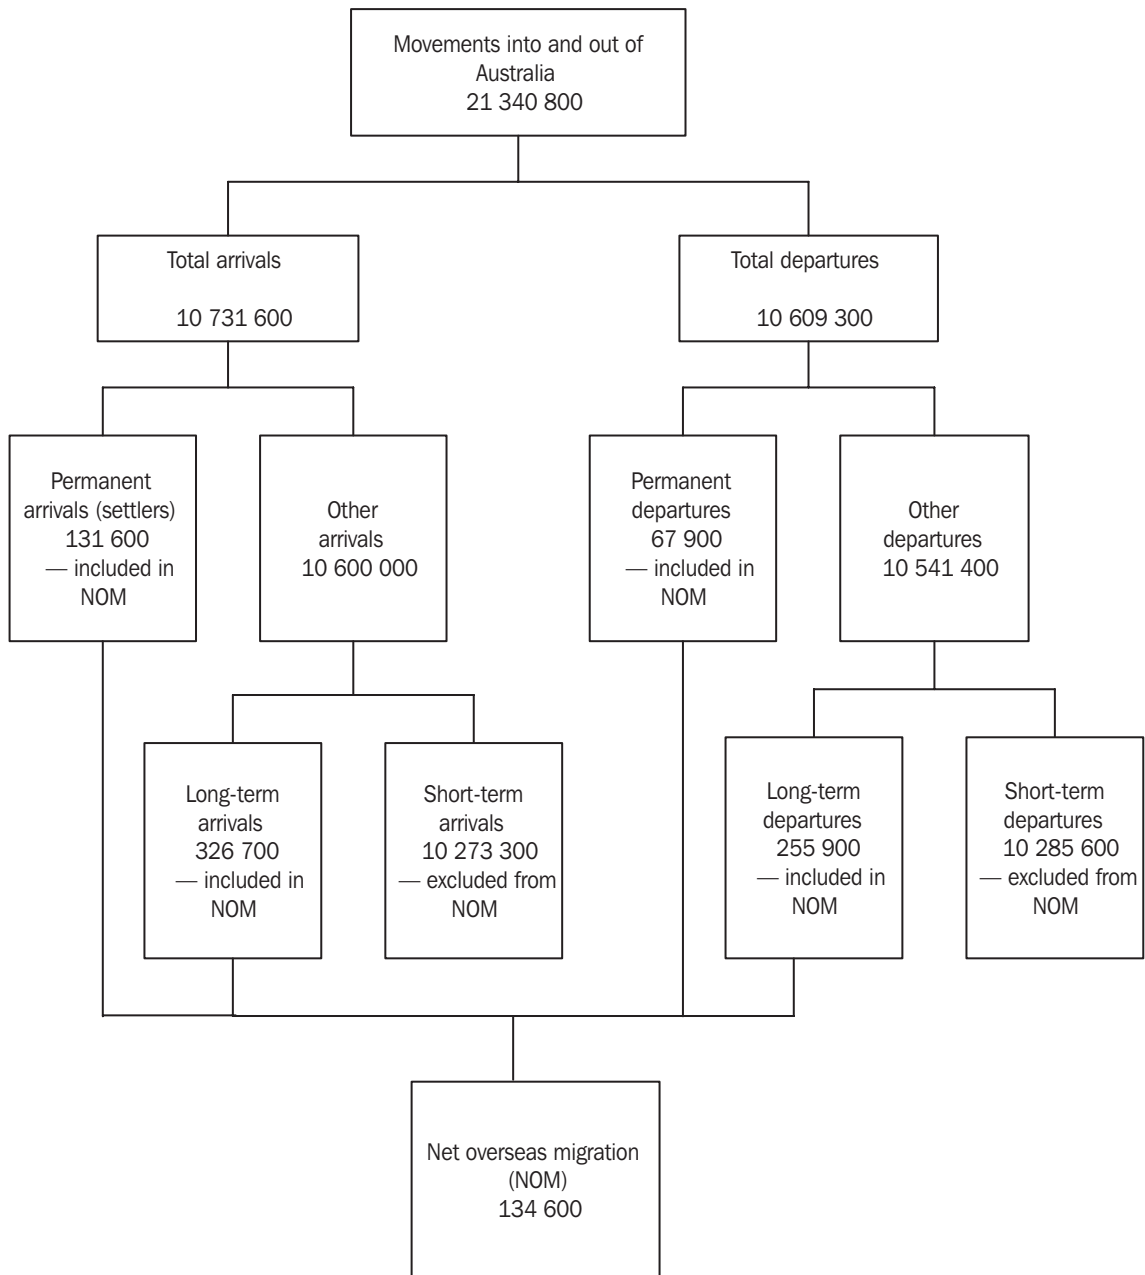 Movements into and out of
Australia
21 340 800
Total arrivals
10 731 600
Total departures
10 609 300
Permanent
arrivals (settlers)
131 600
— included in
NOM
Other
arrivals
10 600 000
Permanent
departures
67 900
— included in
NOM
Other
departures
10 541 400
Long-term
arrivals
326 700
— included in
NOM
Short-term
arrivals
10 273 300
— excluded from
NOM
Long-term
departures
255 900
— included in
NOM
Short-term
departures
10 285 600
— excluded from
NOM
Net overseas migration
(NOM)
134 600